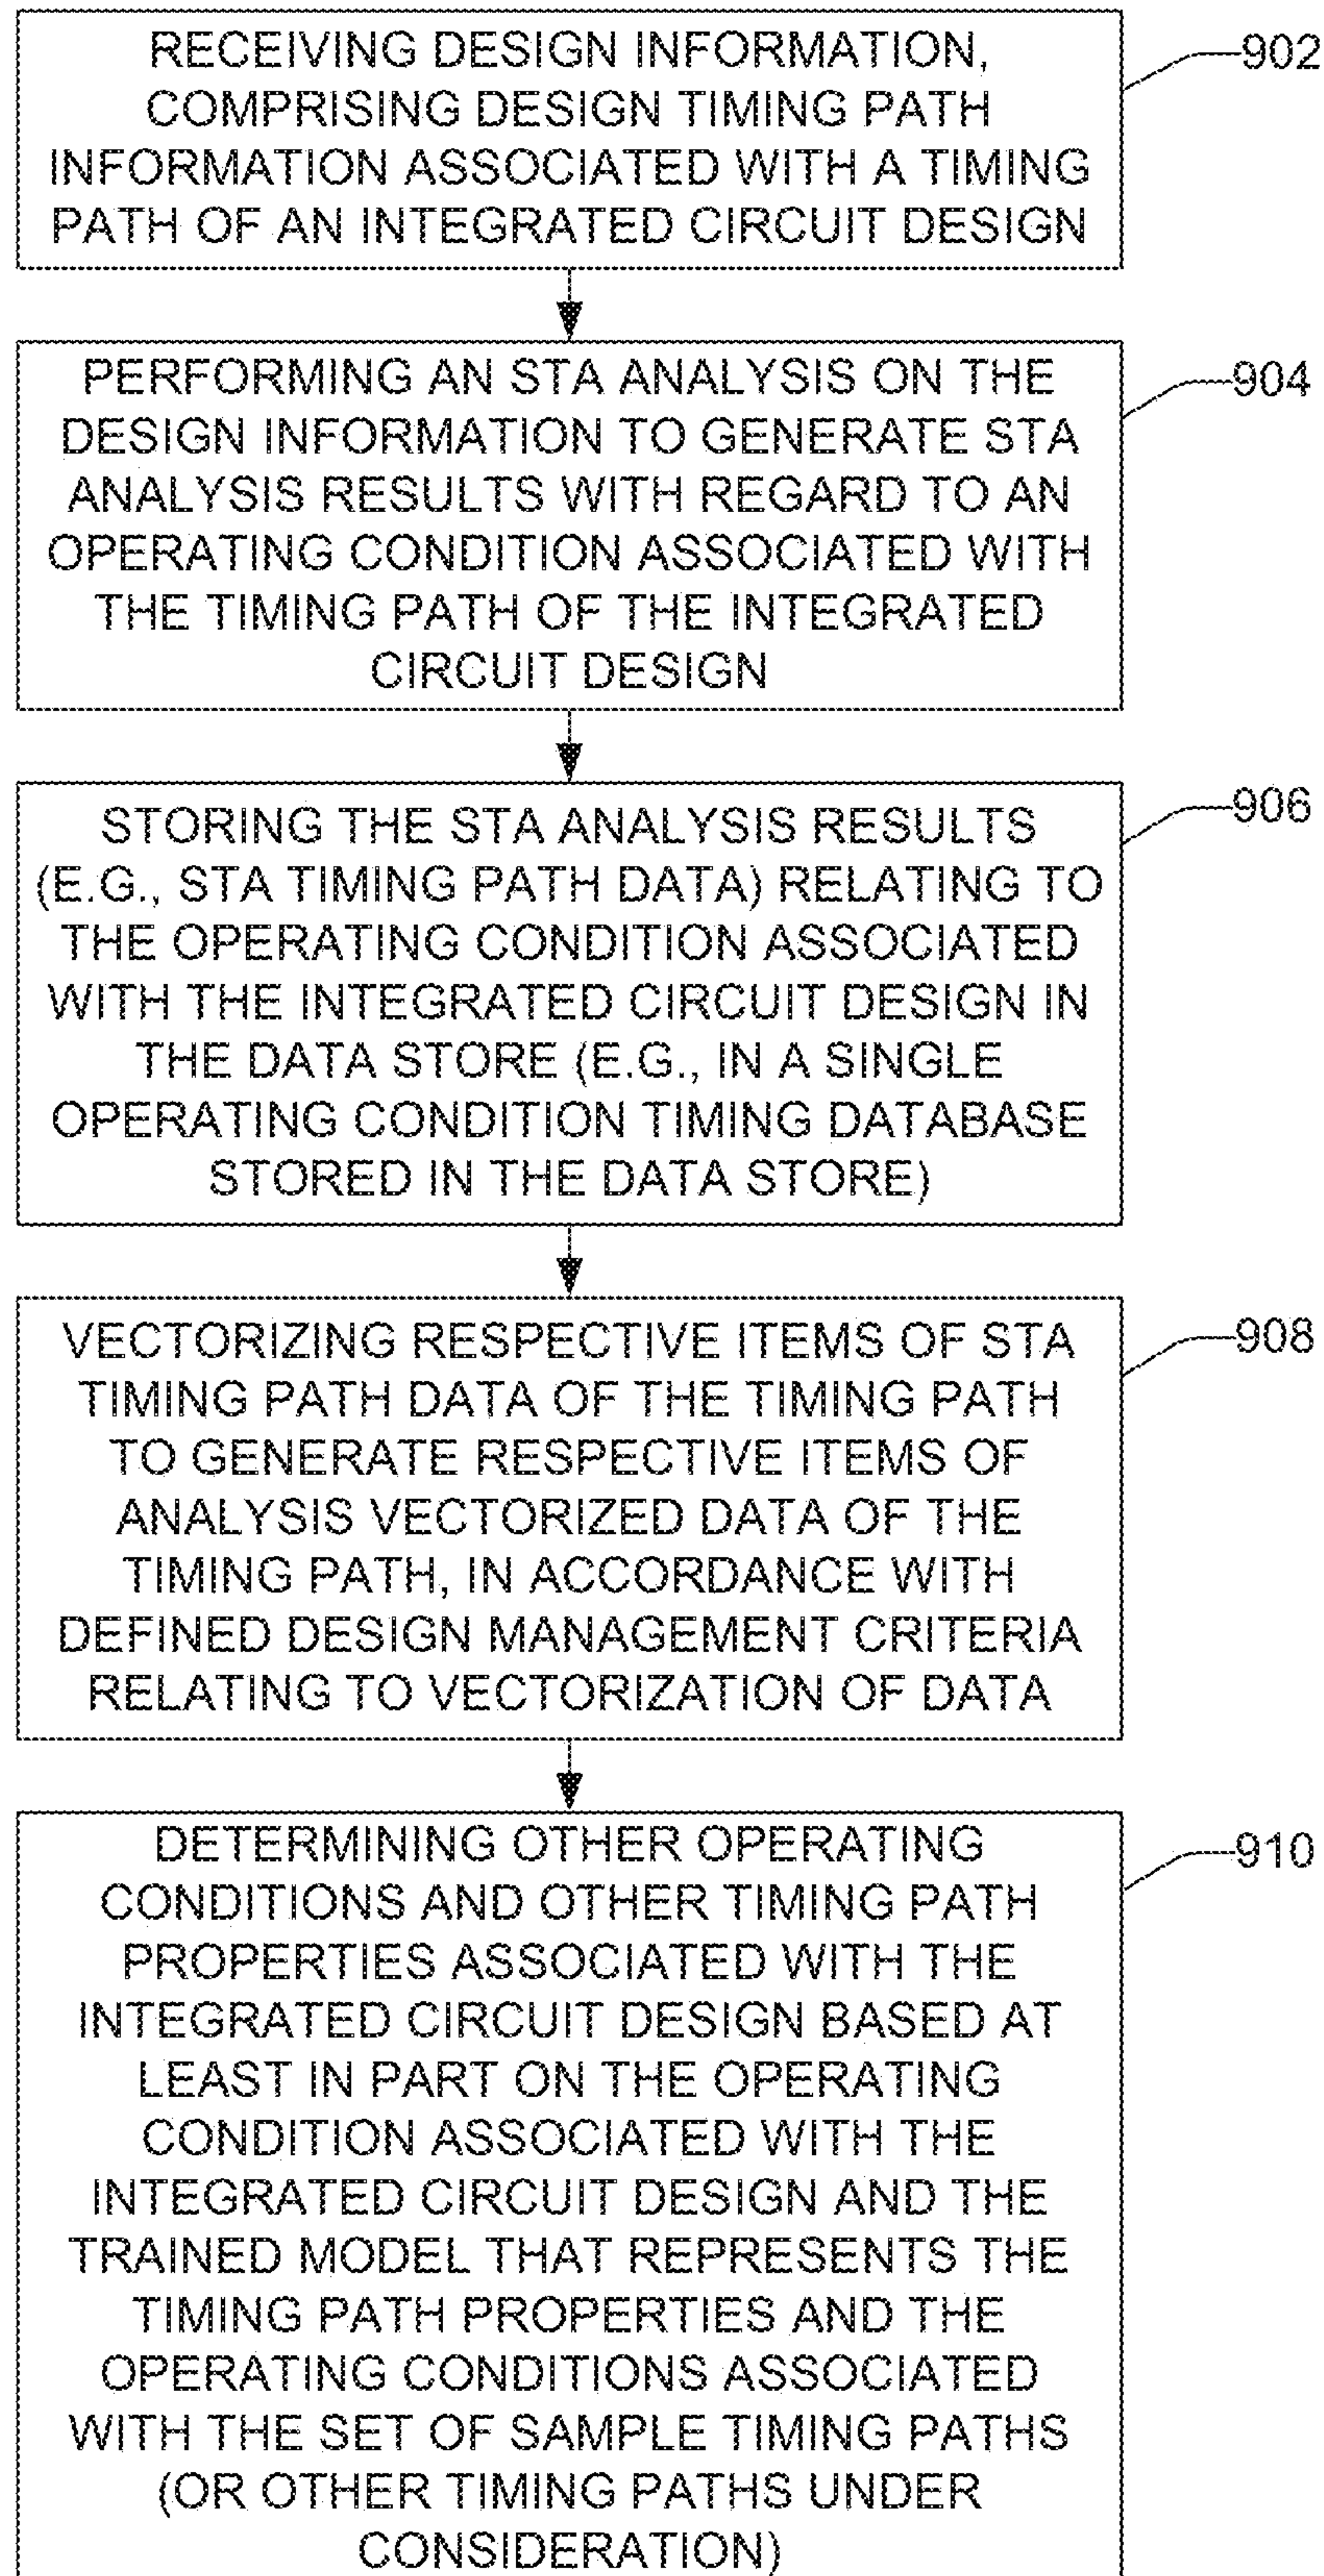 RECEIVING DESIGN INFORMATION,
COMPRISING DESIGN TIMING PATH
INFORMATION ASSOCIATED WITH A TIMING
PATH OF AN INTEGRATED CIRCUIT DESIGN
902
PERFORMING AN STA ANALYSIS ON THE
DESIGN INFORMATION TO GENERATE STA
ANALYSIS RESULTS WITH REGARD TO AN
OPERATING CONDITION ASSOCIATED WITH
THE TIMING PATH OF THE INTEGRATED
CIRCUIT DESIGN
904
STORING THE STA ANALYSIS RESULTS
(E.G., STA TIMING PATH DATA) RELATING TO
THE OPERATING CONDITION ASSOCIATED
WITH THE INTEGRATED CIRCUIT DESIGN IN
THE DATA STORE (E.G., IN A SINGLE
OPERATING CONDITION TIMING DATABASE
STORED IN THE DATA STORE)
906
VECTORIZING RESPECTIVE ITEMS OF STA
TIMING PATH DATA OF THE TIMING PATH
TO GENERATE RESPECTIVE ITEMS OF
ANALYSIS VECTORIZED DATA OF THE
TIMING PATH, IN ACCORDANCE WITH
DEFINED DESIGN MANAGEMENT CRITERIA
RELATING TO VECTORIZATION OF DATA
908
DETERMINING OTHER OPERATING
CONDITIONS AND OTHER TIMING PATH
PROPERTIES ASSOCIATED WITH THE
INTEGRATED CIRCUIT DESIGN BASED AT
LEAST IN PART ON THE OPERATING
CONDITION ASSOCIATED WITH THE
INTEGRATED CIRCUIT DESIGN AND THE
TRAINED MODEL THAT REPRESENTS THE
TIMING PATH PROPERTIES AND THE
OPERATING CONDITIONS ASSOCIATED
WITH THE SET OF SAMPLE TIMING PATHS
(OR OTHER TIMING PATHS UNDER
CONSIDERATION)
910